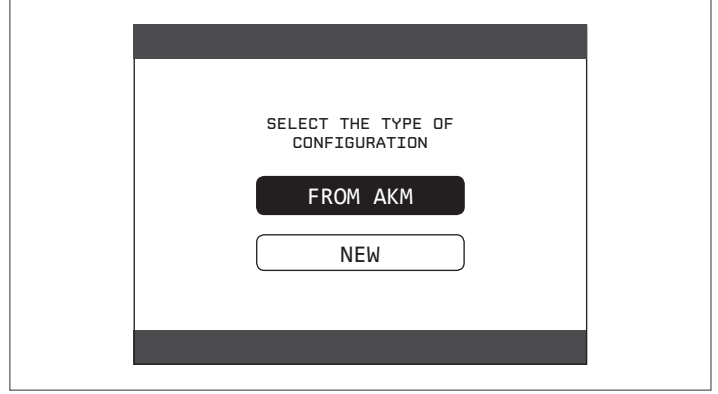 SELECT THE TYPE OF
CONFIGURATION
FROM AKM
NEW